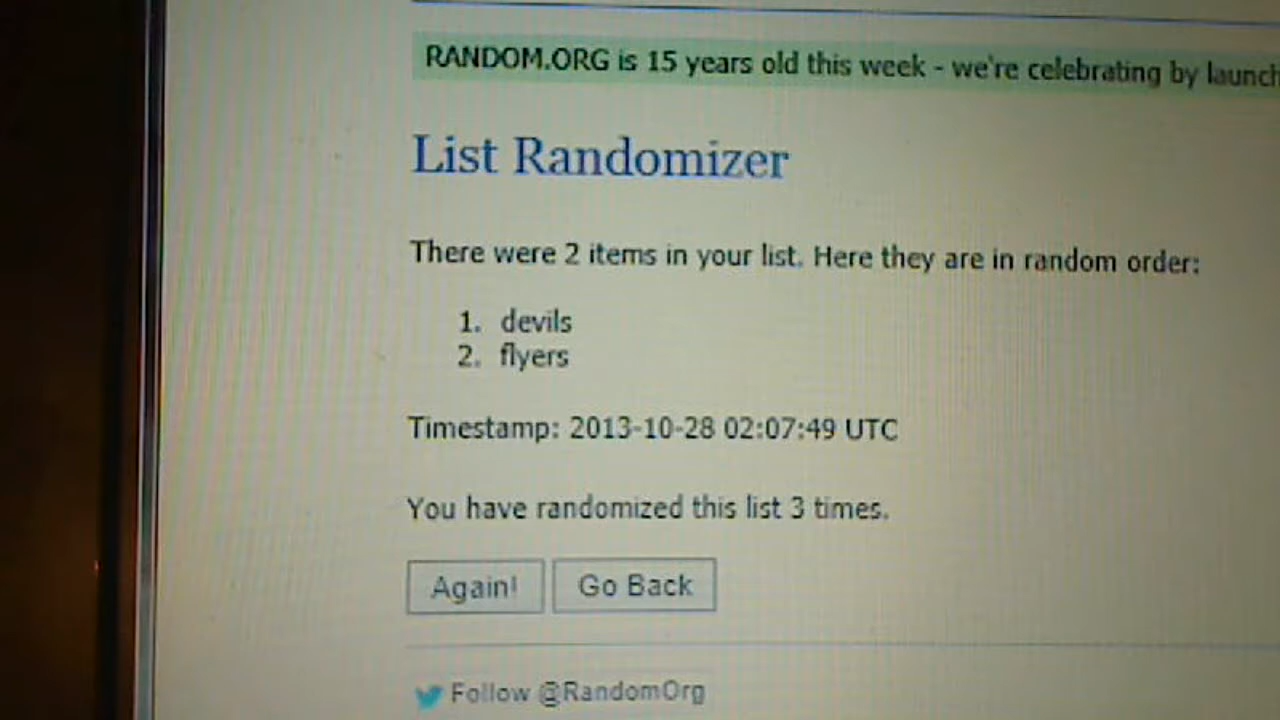 RANDOM.ORG is 15 years old this week - we're celebrating by launch
List Randomizer
There were 2 items in your list. Here they are in random order:
1. devils
2. flyers
Timestamp: 2013-10-28 02:07:49 UTC
You have randomized this list 3 times.
Again! Go Back
Follow @RandomOrg